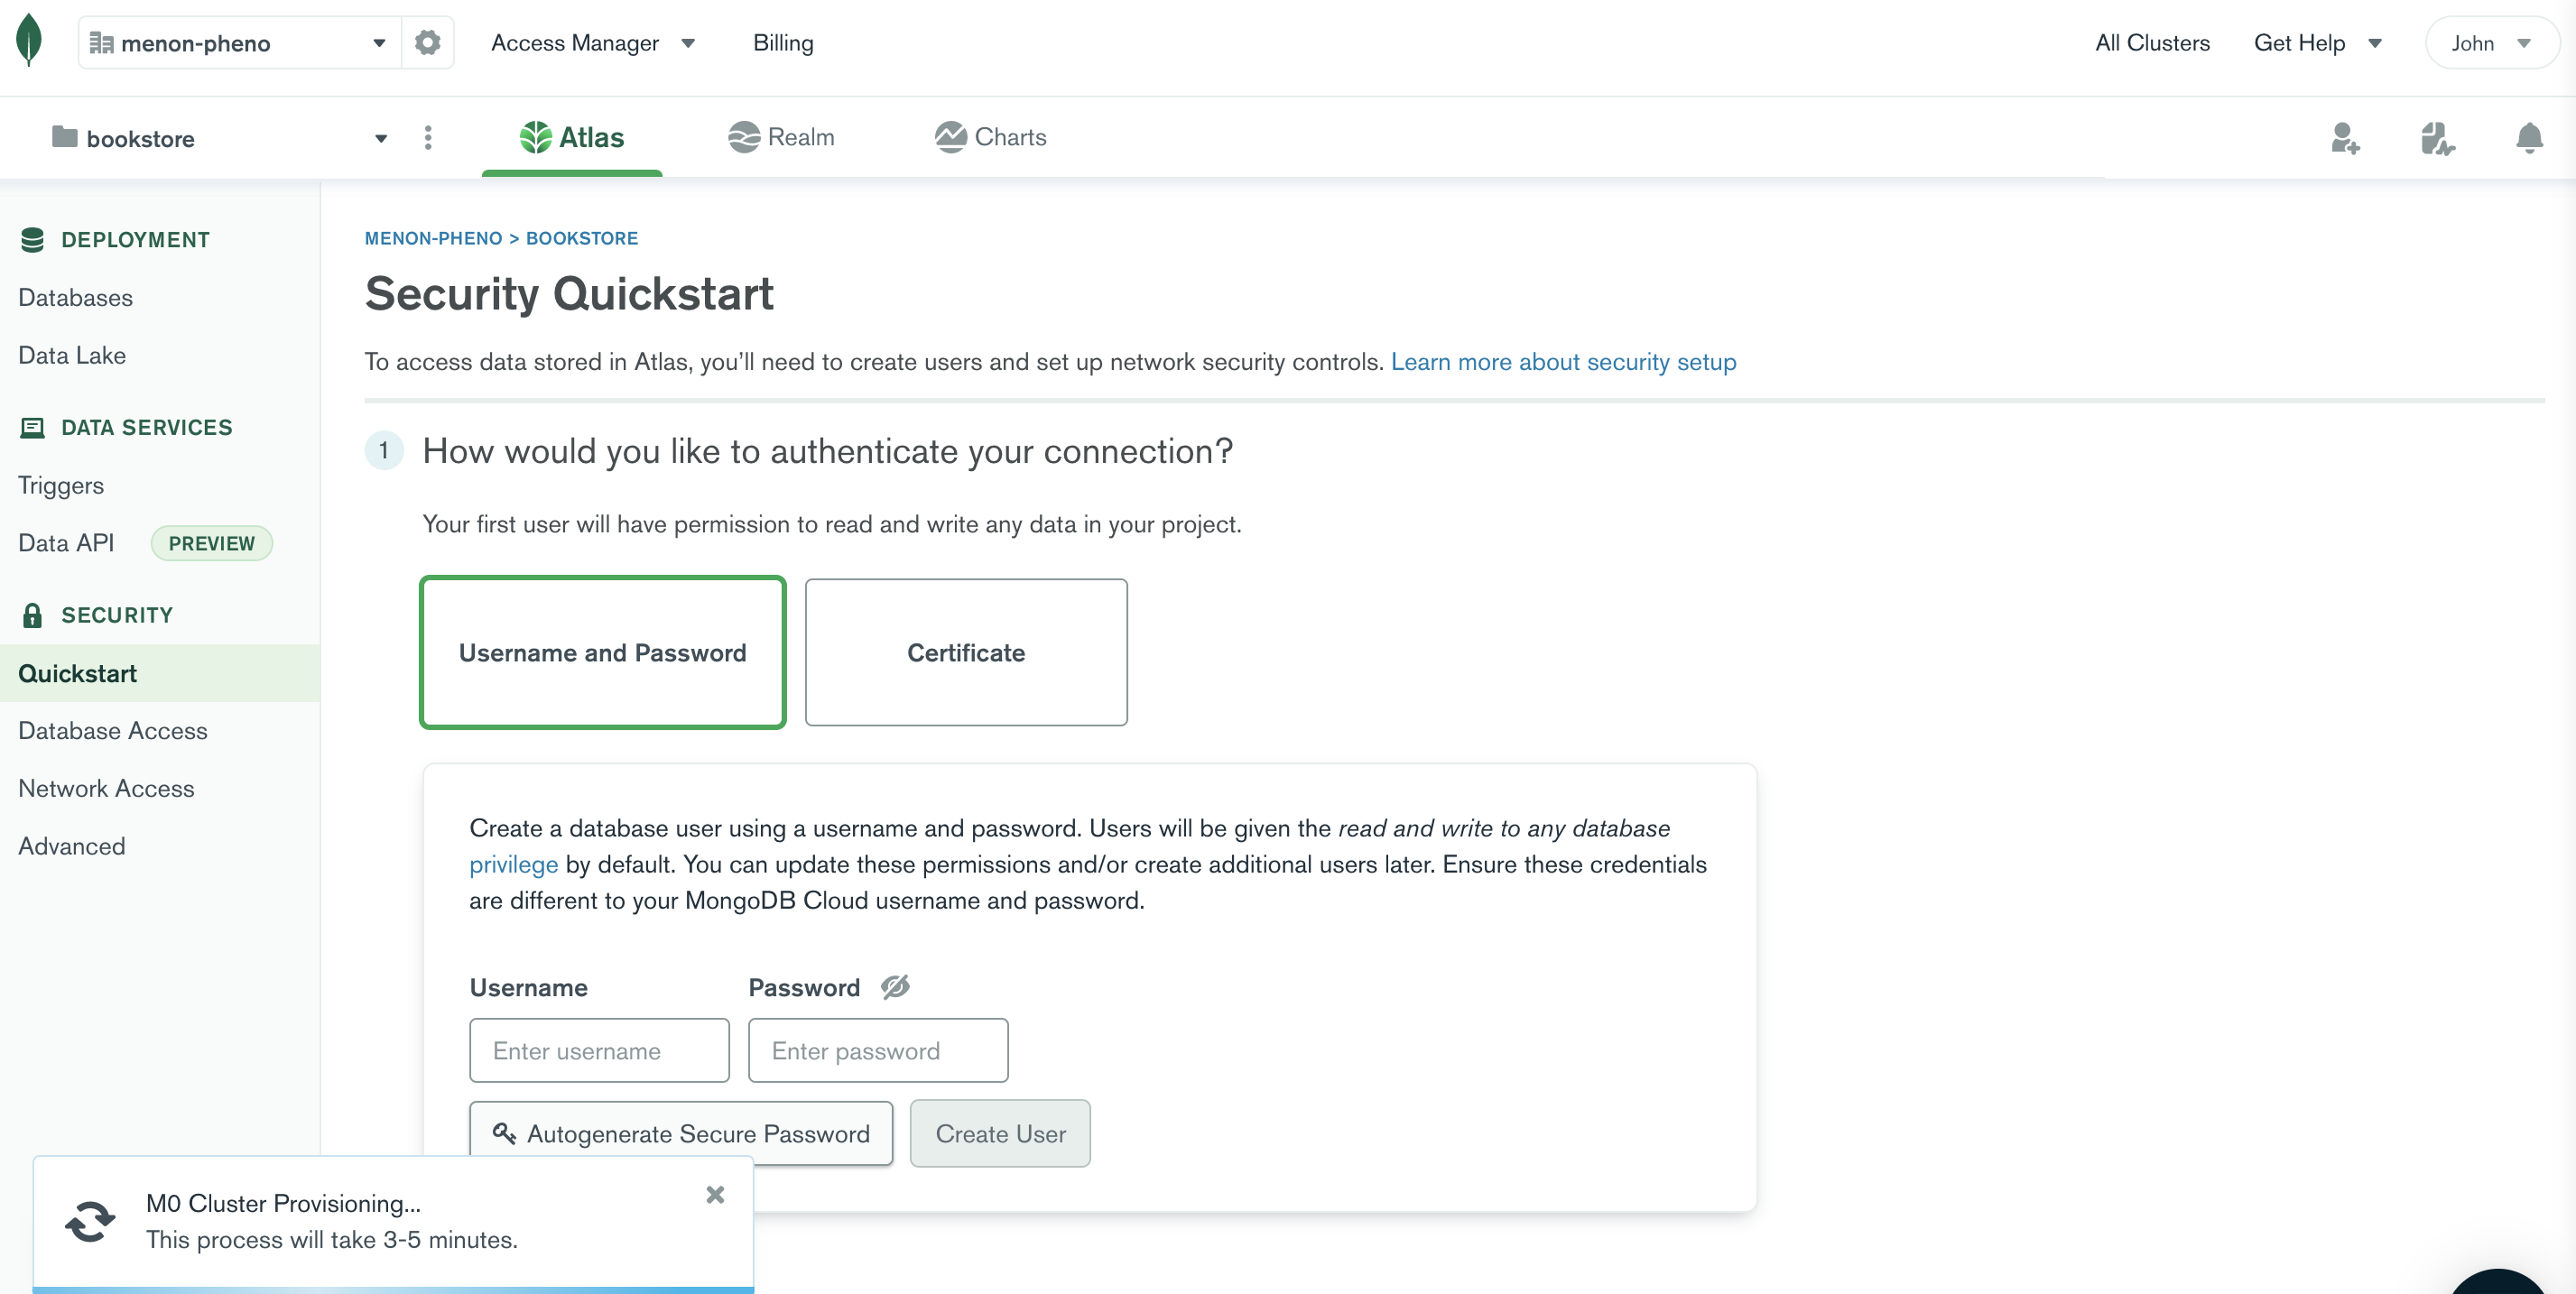 menon-pheno
Access Manager
Billing
All Clusters
Get Help
John
bookstore
Atlas
Realm
Charts
DEPLOYMENT
Databases
Data Lake
DATA SERVICES
Triggers
Data API PREVIEW
SECURITY
Quickstart
Database Access
Network Access
Advanced
MENON-PHENO > BOOKSTORE
Security Quickstart
To access data stored in Atlas, you’ll need to create users and set up network security controls. Learn more about security setup
1 How would you like to authenticate your connection?
Your first user will have permission to read and write any data in your project.
Username and Password
Certificate
Create a database user using a username and password. Users will be given the read and write to any database
privilege by default. You can update these permissions and/or create additional users later. Ensure these credentials
are different to your MongoDB Cloud username and password.
Username
Password
Enter username
Enter password
Autogenerate Secure Password
Create User
M0 Cluster Provisioning...
This process will take 3-5 minutes.